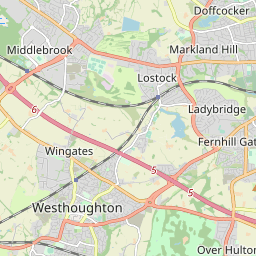 Doffcocker
Middlebrook
Markland Hill
Lostock
Ladybridge
6
Fernhill Gat
Wingates
5
5
Westhoughton
Over Hulton